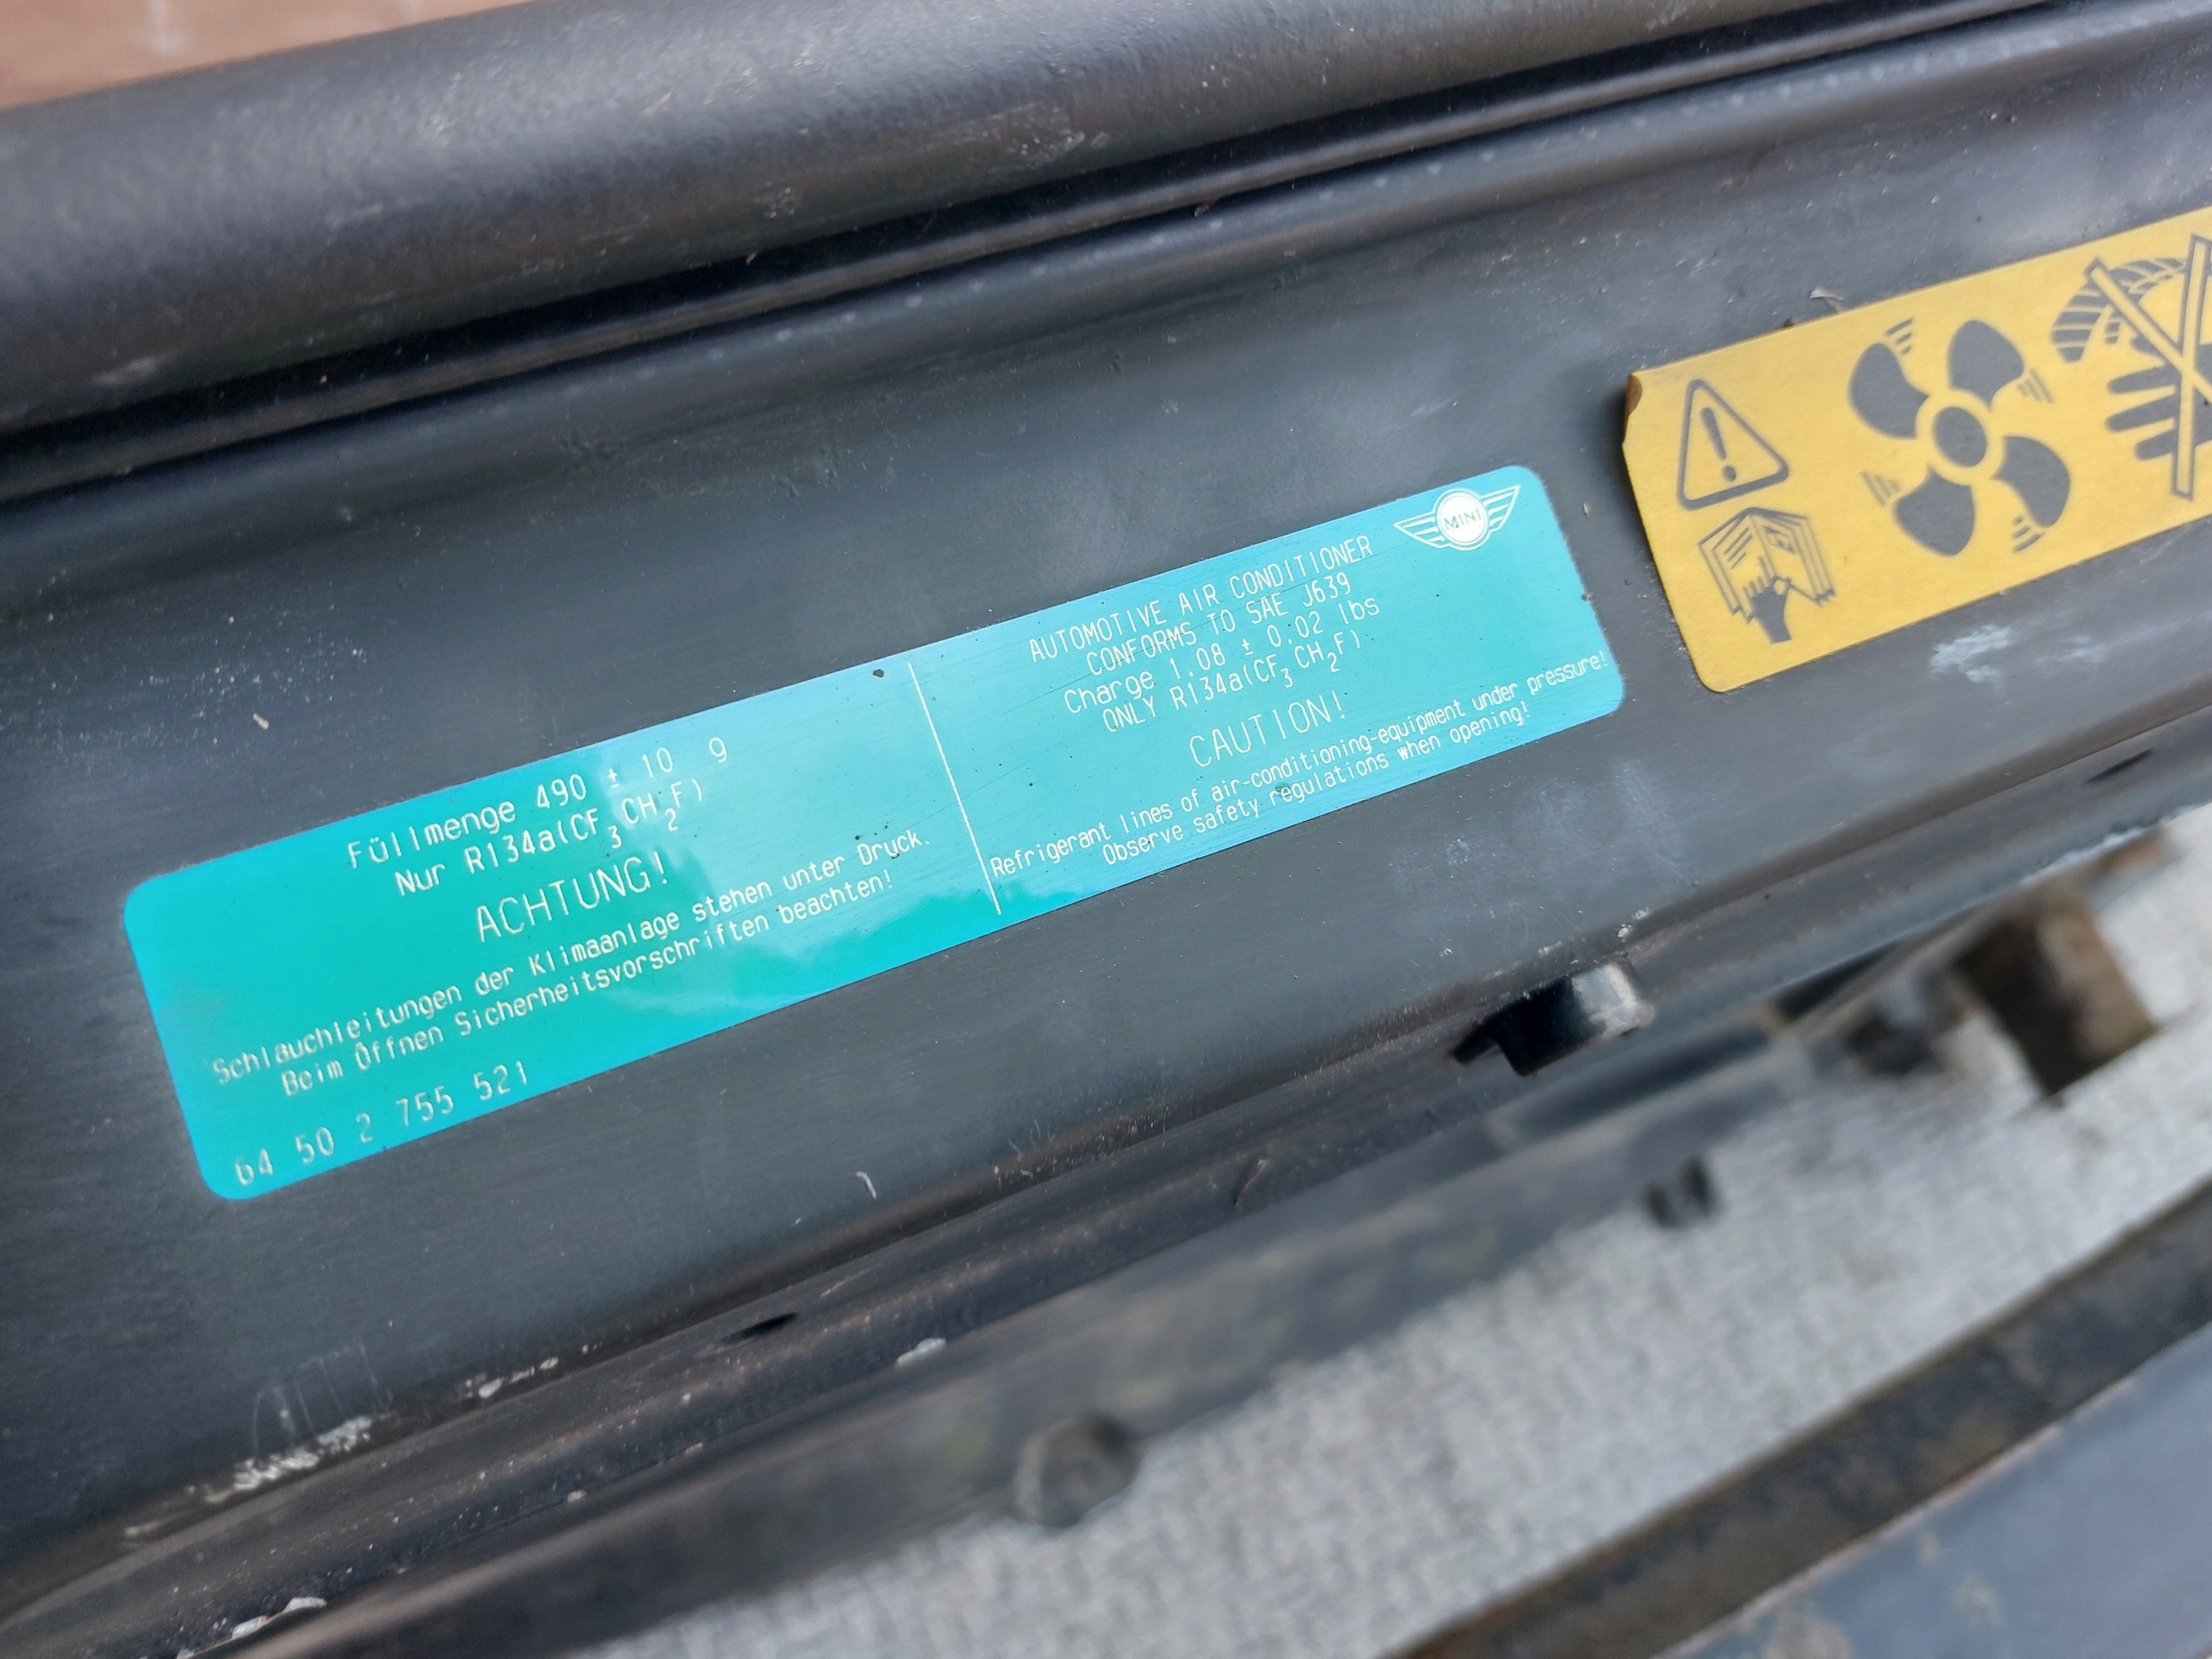 Füllmenge 490 ± 10 g
Nur R134a(CF3CH2F)
ACHTUNG!
Schlauchleitungen der Klimaanlage stehen unter Druck.
Beim Öffnen Sicherheitsvorschriften beachten!
64 50 2 755 521
MINI
AUTOMOTIVE AIR CONDITIONER
CONFORMS TO SAE J639
Charge 1.08 ± 0.02 lbs
ONLY R134a(CF3CH2F)
CAUTION!
Refrigerant lines of air-conditioning-equipment under pressure!
Observe safety regulations when opening!